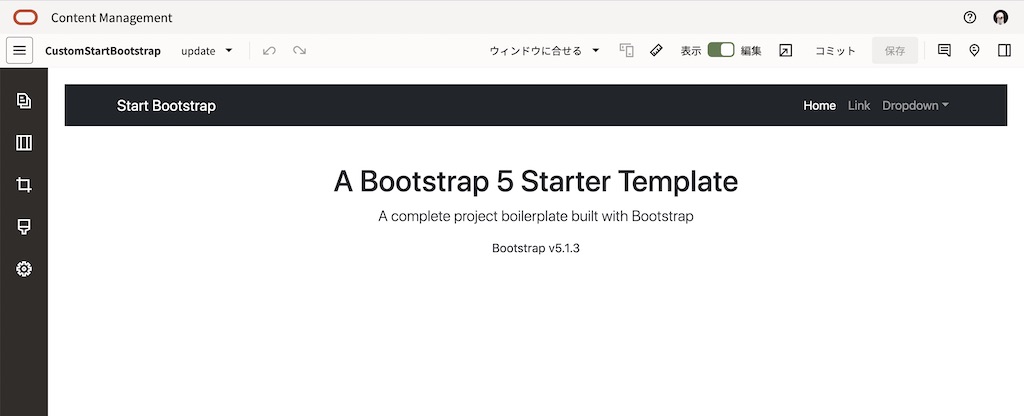 Content Management
CustomStartBootstrap update ウィンドウに合せる 表示 編集 コミット 保存
Start Bootstrap Home Link Dropdown
A Bootstrap 5 Starter Template
A complete project boilerplate built with Bootstrap
Bootstrap v5.1.3